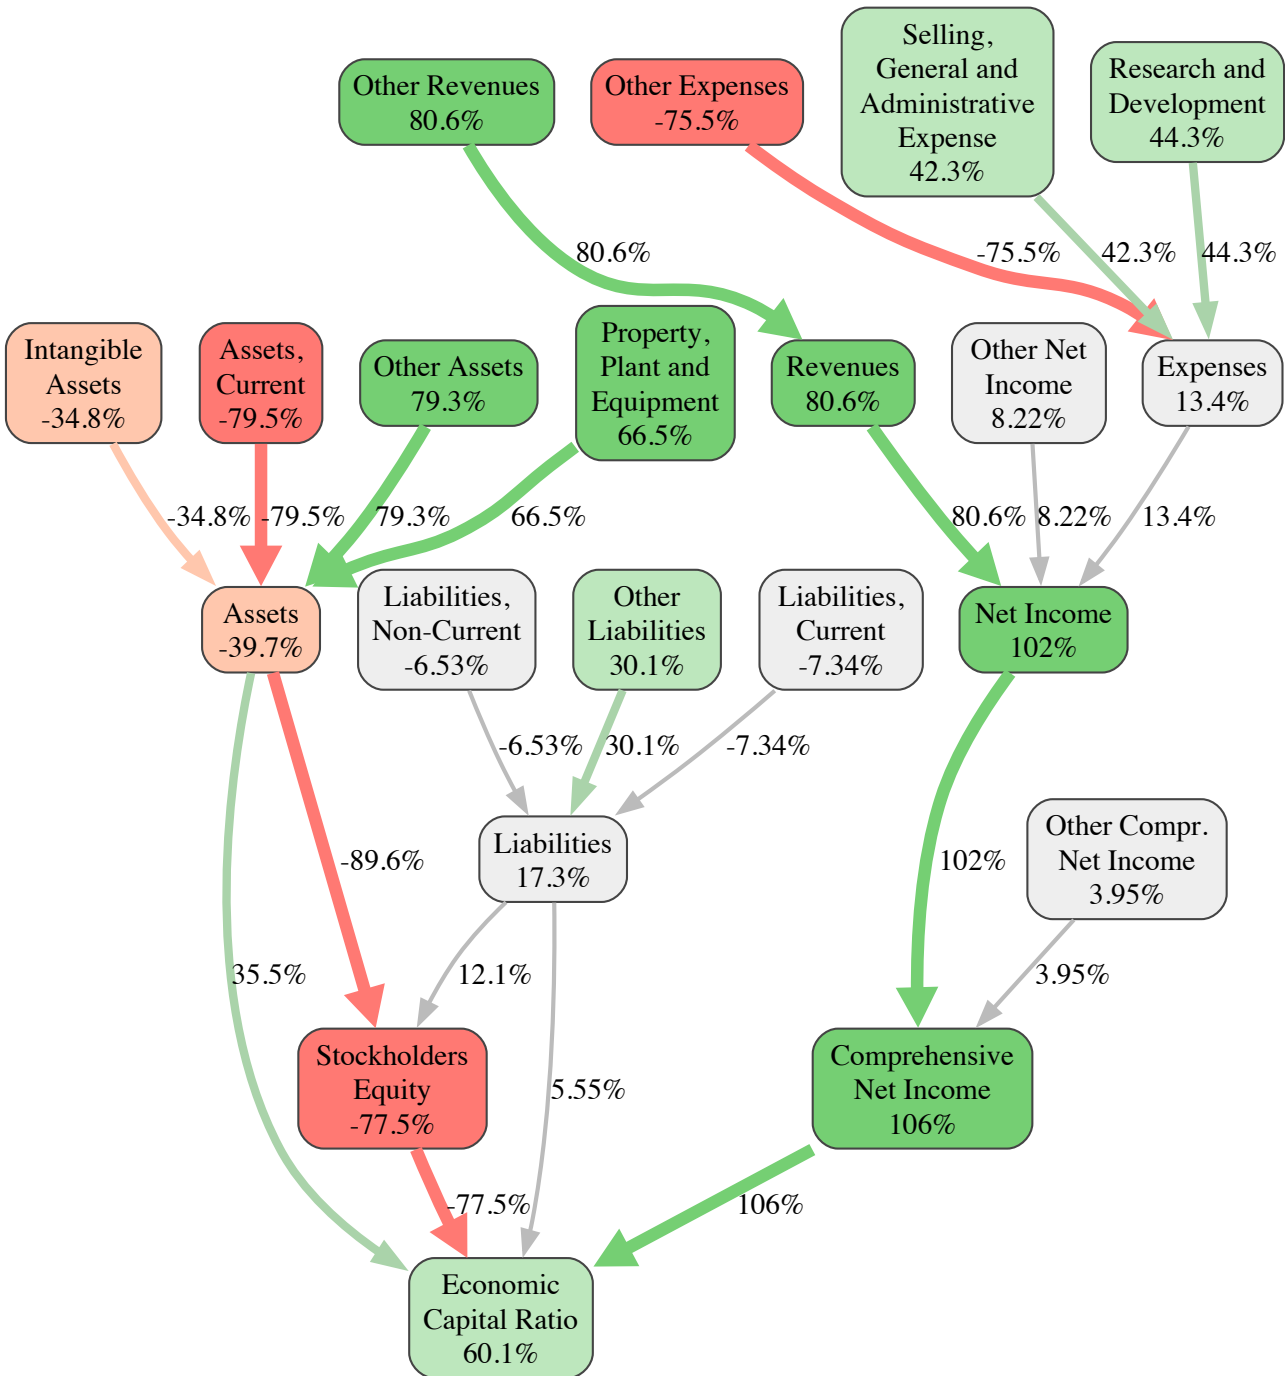 Selling,
General and
Administrative
Expense
42.3%
Other Revenues
80.6%
Other Expenses
-75.5%
Research and
Development
44.3%
80.6%
-75.5%
42.3%
44.3%
Intangible
Assets
-34.8%
Assets,
Current
-79.5%
Other Assets
79.3%
Property,
Plant and
Equipment
66.5%
Revenues
80.6%
Other Net
Income
8.22%
Expenses
13.4%
-34.8%
-79.5%
79.3%
66.5%
80.6%
8.22%
13.4%
Assets
-39.7%
Liabilities,
Non-Current
-6.53%
Other
Liabilities
30.1%
Liabilities,
Current
-7.34%
Net Income
102%
-6.53%
30.1%
-7.34%
Liabilities
17.3%
Other Compr.
Net Income
3.95%
-89.6%
102%
35.5%
12.1%
3.95%
Stockholders
Equity
-77.5%
5.55%
Comprehensive
Net Income
106%
-77.5%
106%
Economic
Capital Ratio
60.1%